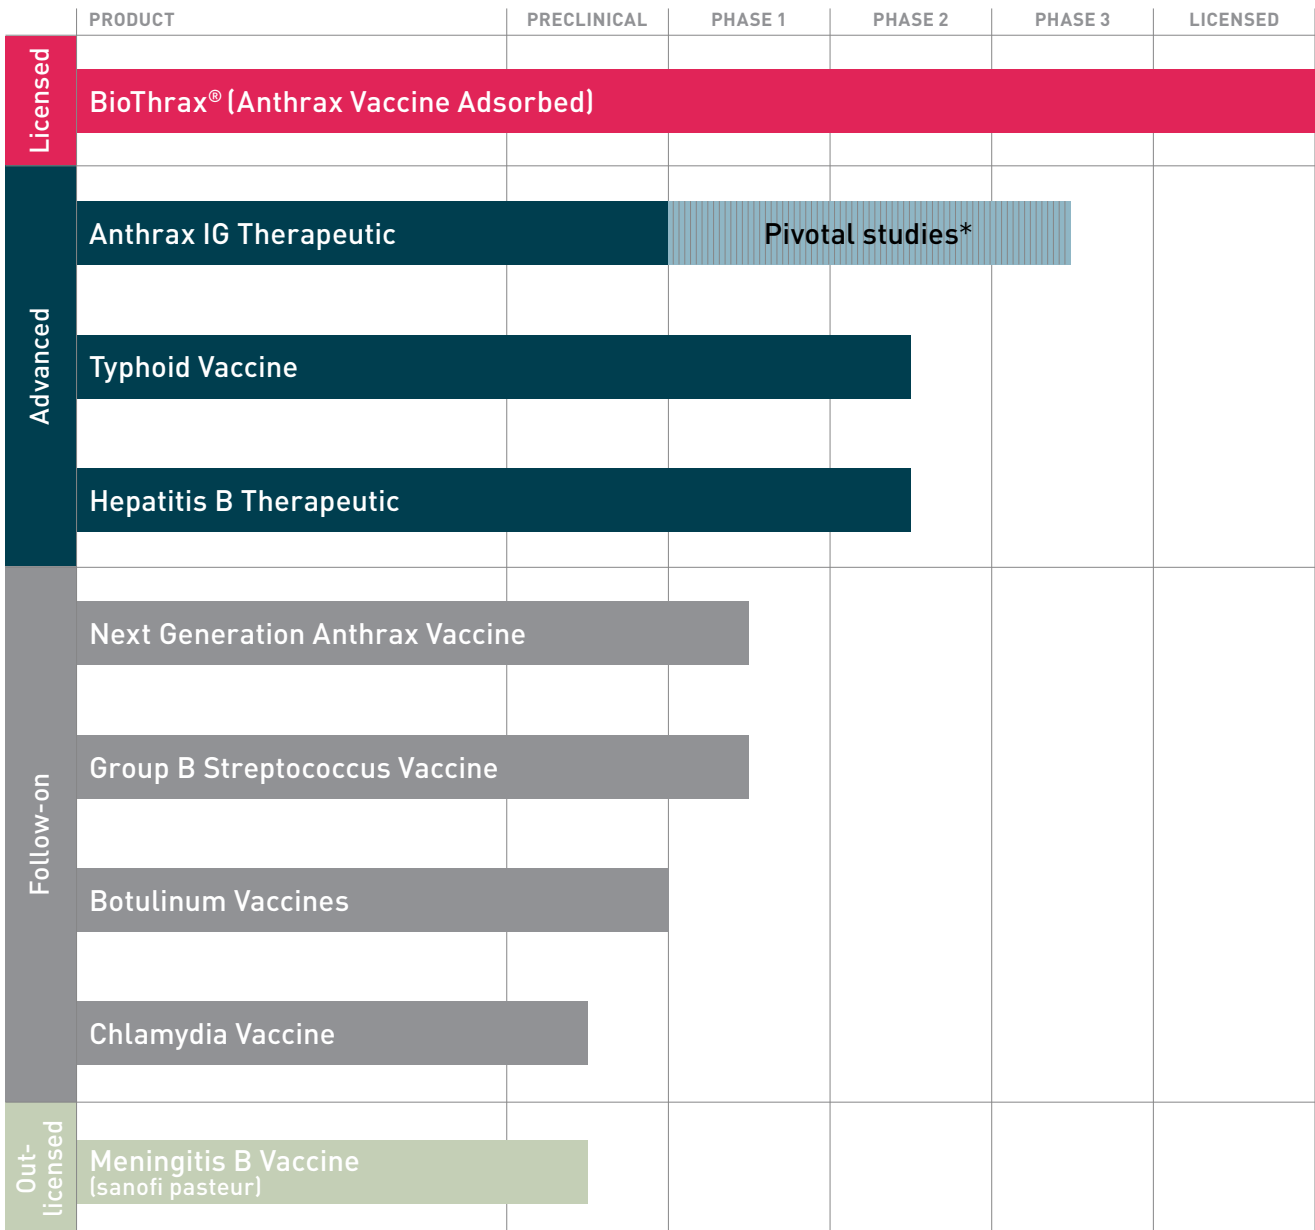 PRODUCT PRECLINICAL PHASE 1 PHASE 2 PHASE 3 LICENSED
Licensed
BioThrax® (Anthrax Vaccine Adsorbed)
Advanced
Anthrax IG Therapeutic Pivotal studies*
Typhoid Vaccine
Hepatitis B Therapeutic
Follow-on
Next Generation Anthrax Vaccine
Group B Streptococcus Vaccine
Botulinum Vaccines
Chlamydia Vaccine
Out-
licensed
Meningitis B Vaccine
(sanofi pasteur)